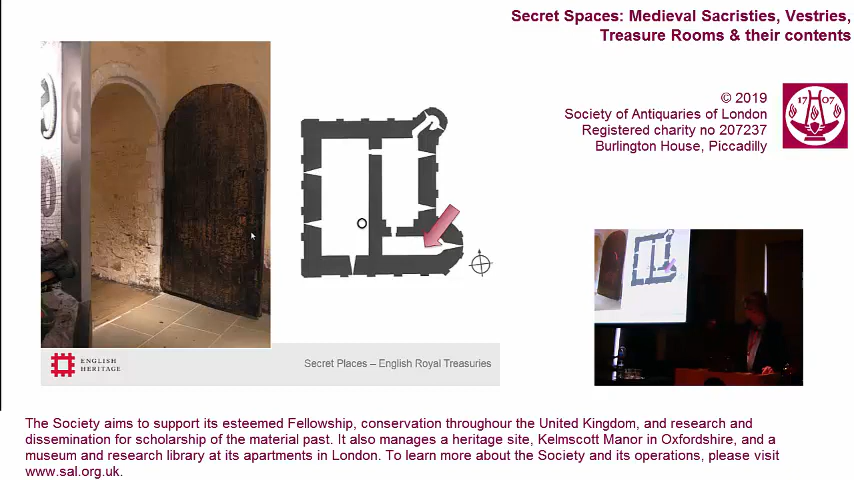 Secret Spaces: Medieval Sacristies, Vestries,
Treasure Rooms & their contents
© 2019
Society of Antiquaries of London
Registered charity no 207237
Burlington House, Piccadilly
17 07
ENGLISH
HERITAGE
Secret Places – English Royal Treasuries
The Society aims to support its esteemed Fellowship, conservation throughour the United Kingdom, and research and
dissemination for scholarship of the material past. It also manages a heritage site, Kelmscott Manor in Oxfordshire, and a
museum and research library at its apartments in London. To learn more about the Society and its operations, please visit
www.sal.org.uk.